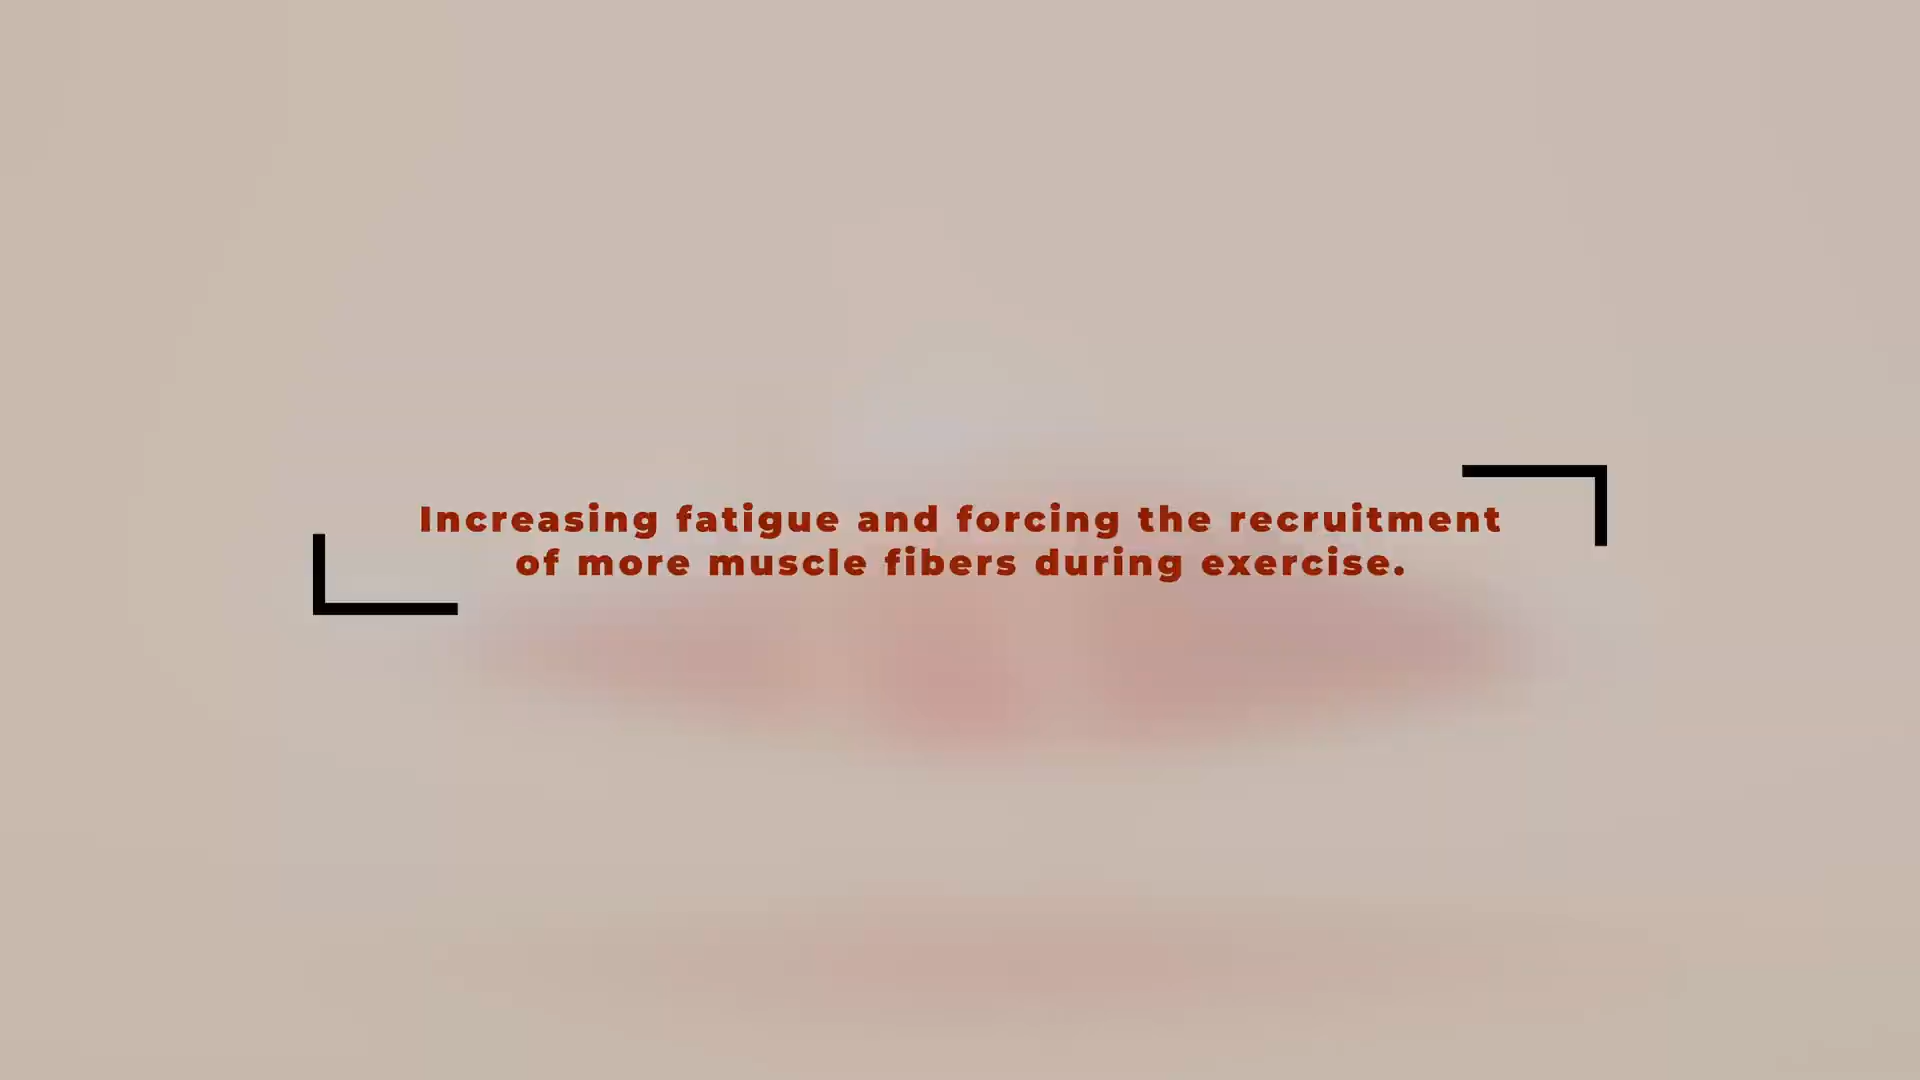 Increasing fatigue and forcing the recruitment
of more muscle fibers during exercise.